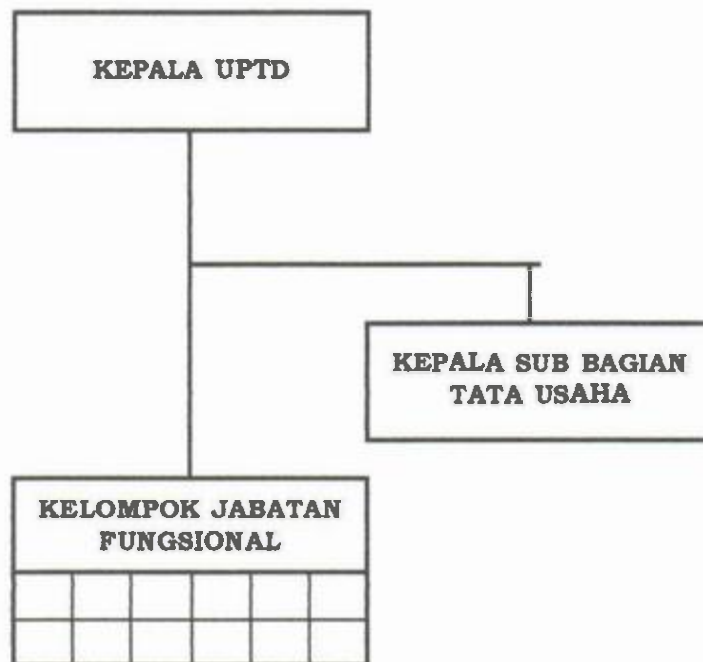 KEPALA UPTD
KEPALA SUB BAGIAN
TATA USAHA
KELOMPOK JABATAN
FUNGSIONAL